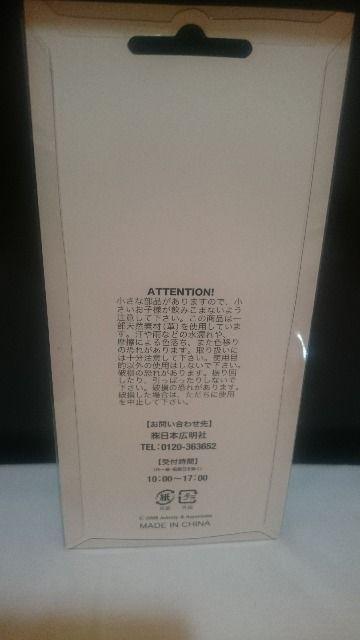 ATTENTION!
小さな部品がありますので、小
さいお子様が飲みこまないよう
注意して下さい。この商品は一
部天然素材(革)を使用していま
す。汗や雨などの水濡れや、
摩擦による色落ち、また色移り
の恐れがあります。取り扱いに
は十分注意して下さい。使用目
的以外の使用はしないで下さい。
破損の恐れがあります。振り回
したり、引っぱったりしないで
下さい。破損の恐れがあります。
破損した場合は、ただちに使用
を中止して下さい。
【お問い合わせ先】
㈱日本広明社
TEL:0120-363652
【受付時間】
10:00〜17:00
紙
プラ
MADE IN CHINA